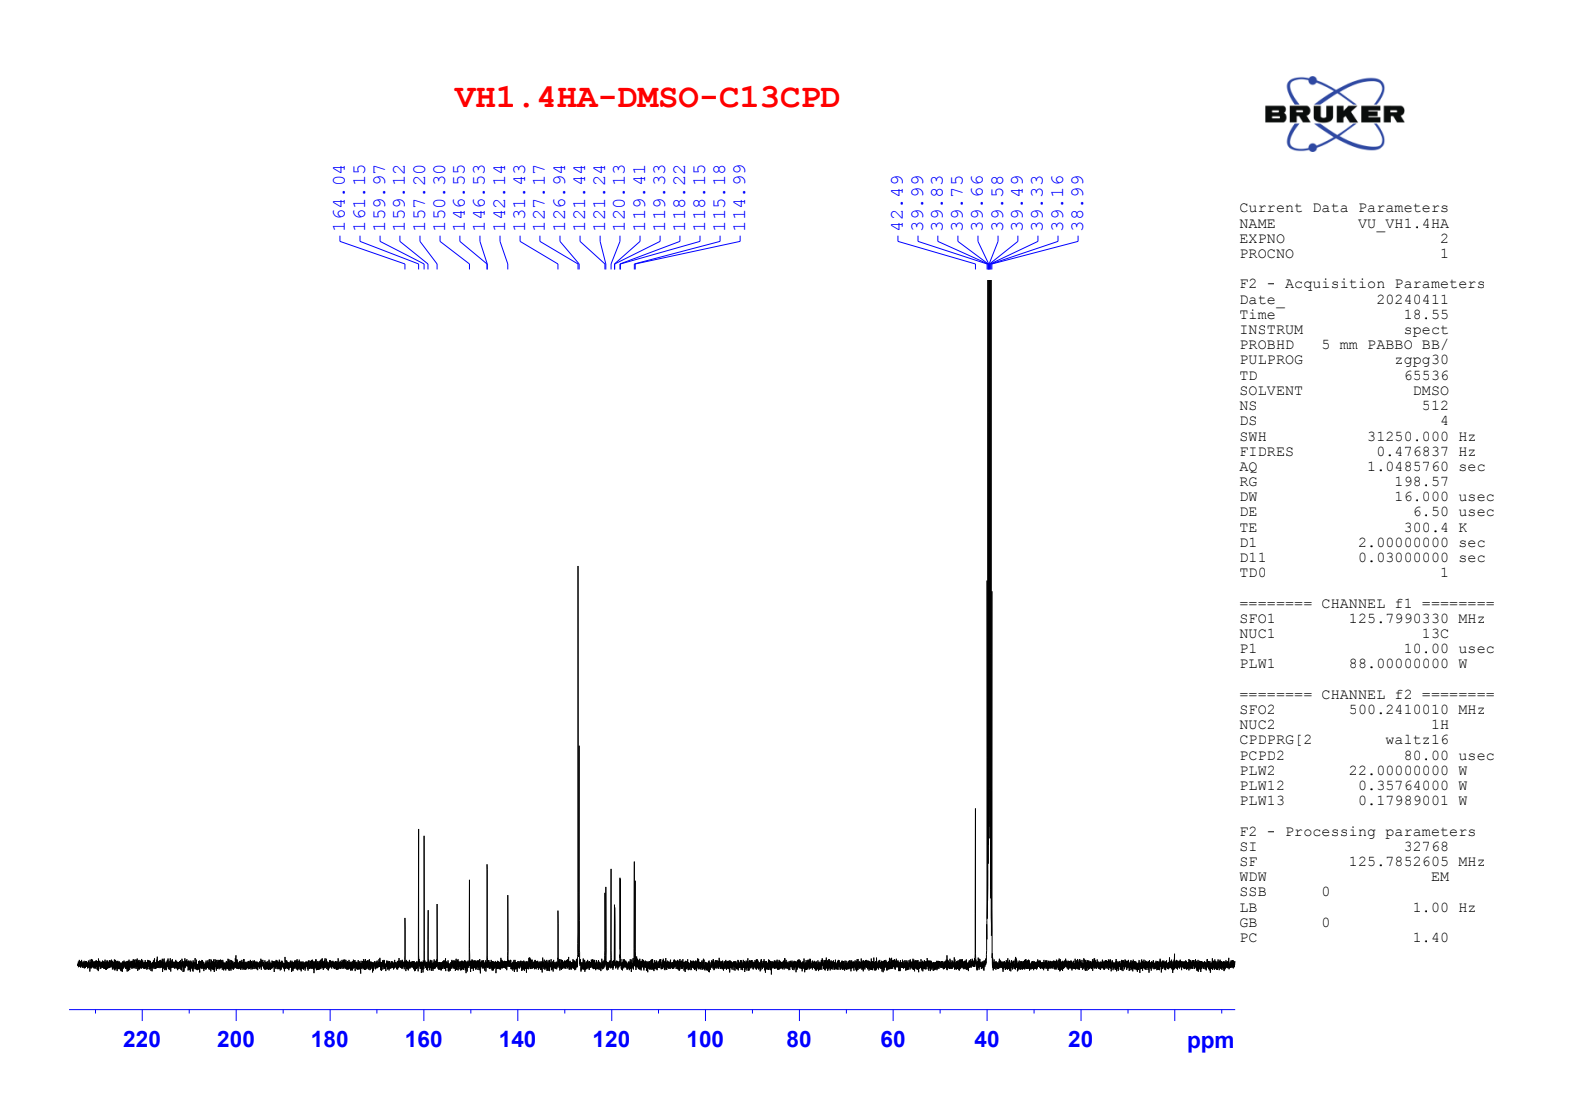 VH1.4HA-DMSO-C13CPD
BRUKER
164.04
161.15
159.97
159.12
157.20
150.30
146.55
146.53
142.14
131.43
127.17
126.94
121.44
121.24
120.13
119.41
119.33
118.22
118.15
115.18
114.99
42.49
39.99
39.83
39.75
39.66
39.58
39.49
39.33
39.16
38.99
Current Data Parameters
NAME VU_VH1.4HA
EXPNO 2
PROCNO 1
F2 - Acquisition Parameters
Date_ 20240411
Time 18.55
INSTRUM spect
PROBHD 5 mm PABBO BB/
PULPROG zgpg30
TD 65536
SOLVENT DMSO
NS 512
DS 4
SWH 31250.000 Hz
FIDRES 0.476837 Hz
AQ 1.0485760 sec
RG 198.57
DW 16.000 usec
DE 6.50 usec
TE 300.4 K
D1 2.00000000 sec
D11 0.03000000 sec
TD0 1
======== CHANNEL f1 ========
SFO1 125.7990330 MHz
NUC1 13C
P1 10.00 usec
PLW1 88.00000000 W
======== CHANNEL f2 ========
SFO2 500.2410010 MHz
NUC2 1H
CPDPRG[2 waltz16
PCPD2 80.00 usec
PLW2 22.00000000 W
PLW12 0.35764000 W
PLW13 0.17989001 W
F2 - Processing parameters
SI 32768
SF 125.7852605 MHz
WDW EM
SSB 0
LB 1.00 Hz
GB 0
PC 1.40
220 200 180 160 140 120 100 80 60 40 20 ppm